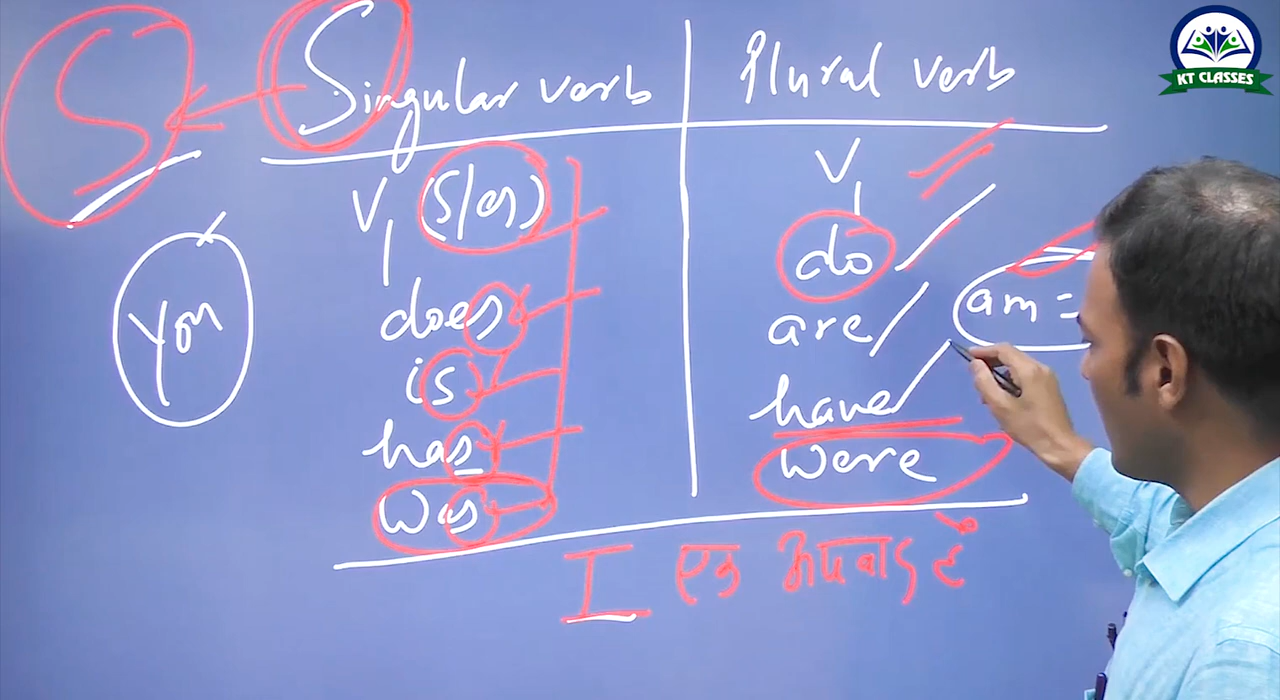 KT CLASSES
S
Singular verb
Plural verb
V₁ (s/es)
V₁
You
does
do
is
are
am =
has
have
was
were
I एक अपवाद है